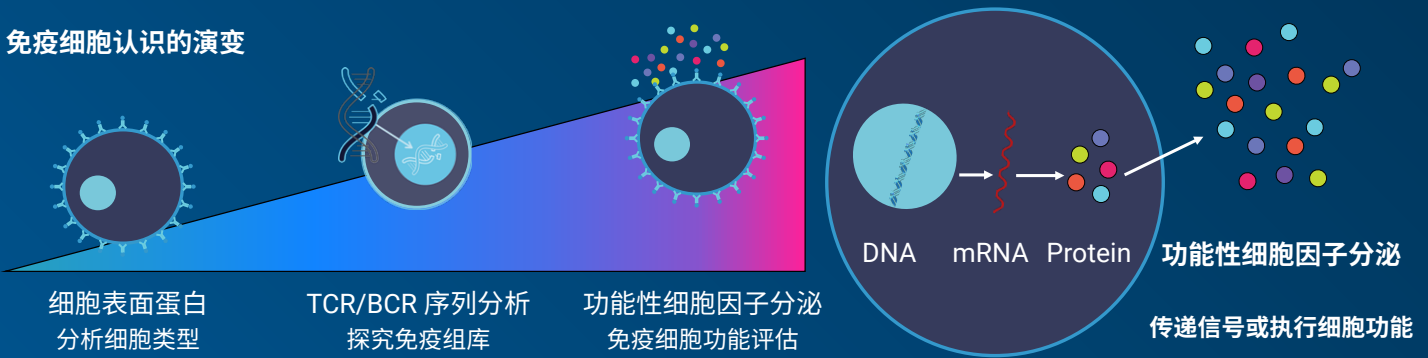 免疫细胞认识的演变
细胞表面蛋白
分析细胞类型
TCR/BCR 序列分析
探究免疫组库
功能性细胞因子分泌
免疫细胞功能评估
DNA
mRNA
Protein
功能性细胞因子分泌
传递信号或执行细胞功能